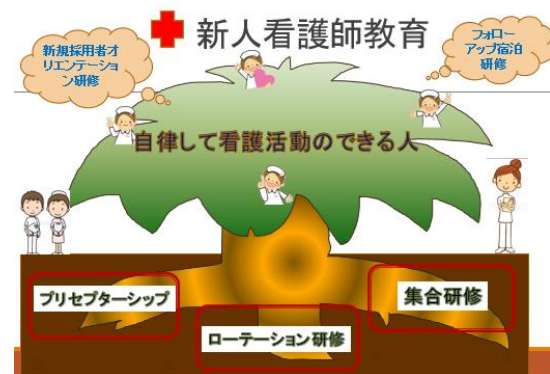 新人看護師教育
新規採用者オ
リエンテーショ
ン研修
フォロー
アップ宿泊
研修
自律して看護活動のできる人
プリセプターシップ
集合研修
ローテーション研修